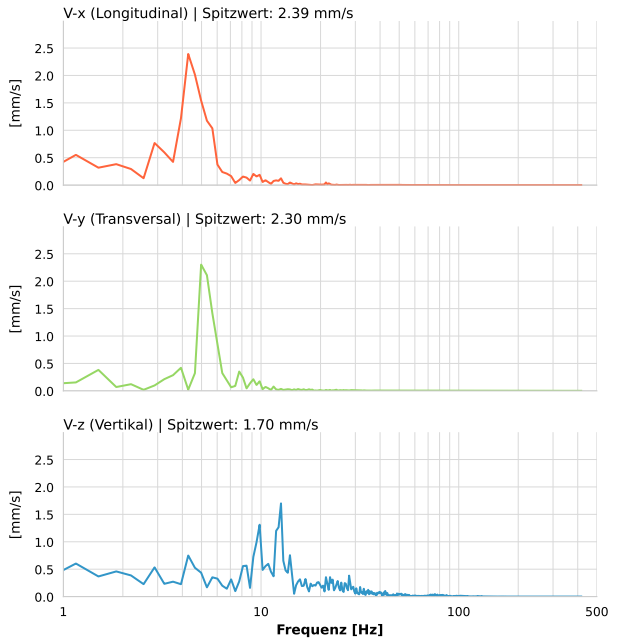 V-x (Longitudinal) | Spitzwert: 2.39 mm/s
[mm/s]
2.5
2.0
1.5
1.0
0.5
0.0
V-y (Transversal) | Spitzwert: 2.30 mm/s
[mm/s]
2.5
2.0
1.5
1.0
0.5
0.0
V-z (Vertikal) | Spitzwert: 1.70 mm/s
[mm/s]
2.5
2.0
1.5
1.0
0.5
0.0
1 10 100 500
Frequenz [Hz]